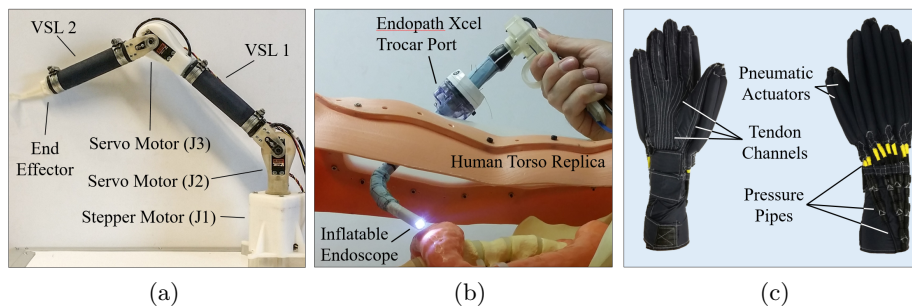 VSL 2
VSL 1
End
Effector
Servo Motor (J3)
Servo Motor (J2)
Stepper Motor (J1)
Endopath Xcel
Trocar Port
Human Torso Replica
Inflatable
Endoscope
Pneumatic
Actuators
Tendon
Channels
Pressure
Pipes
(a)
(b)
(c)